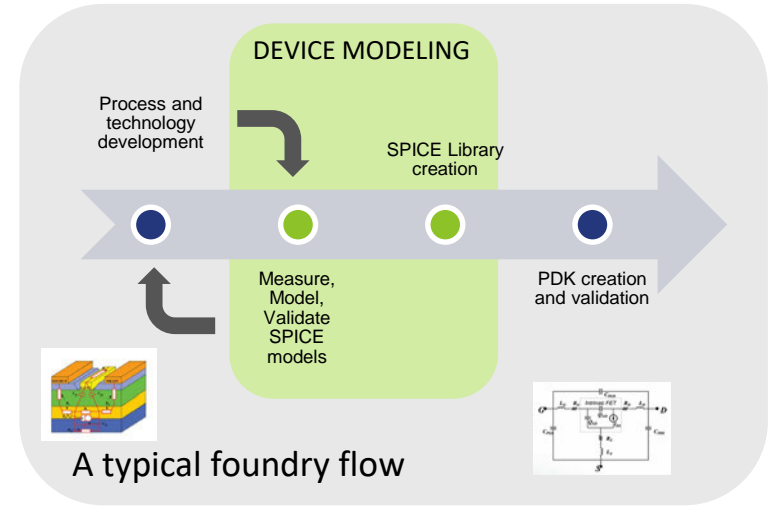 DEVICE MODELING
Process and
technology
development
SPICE Library
creation
Measure,
Model,
Validate
SPICE
models
PDK creation
and validation
A typical foundry flow
G
D
S